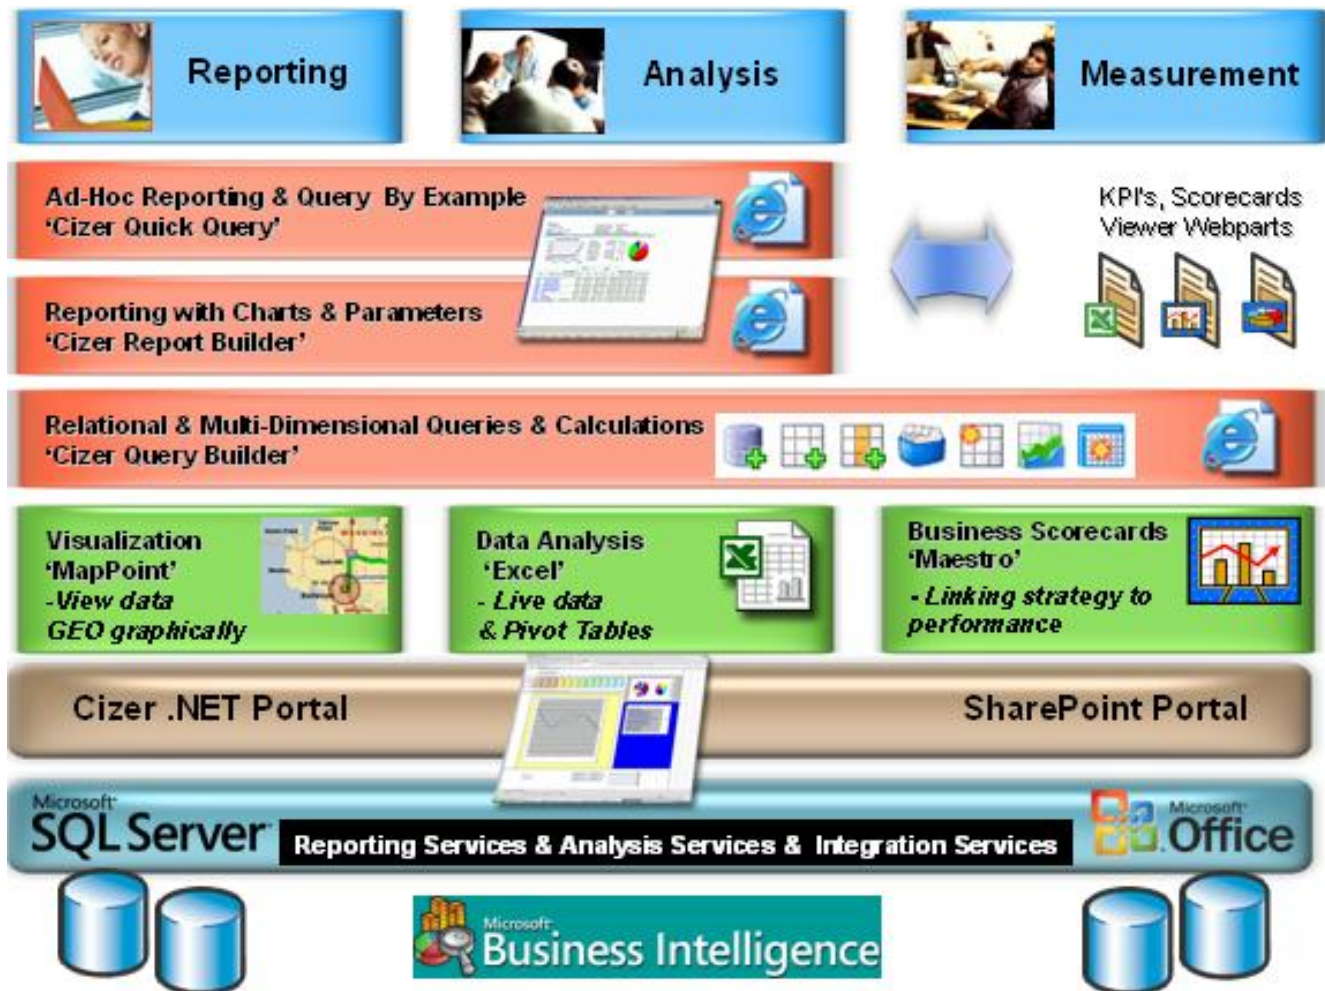 Reporting
Analysis
Measurement
Ad-Hoc Reporting & Query By Example
‘Cizer Quick Query’
KPI's, Scorecards
Viewer Webparts
Reporting with Charts & Parameters
‘Cizer Report Builder’
Relational & Multi-Dimensional Queries & Calculations
‘Cizer Query Builder’
Visualization
‘MapPoint’
-View data
GEO graphically
Data Analysis
‘Excel’
- Live data
& Pivot Tables
Business Scorecards
‘Maestro’
- Linking strategy to
performance
Cizer .NET Portal
SharePoint Portal
Microsoft
SQL Server
Reporting Services & Analysis Services & Integration Services
Microsoft
Office
Microsoft
Business Intelligence